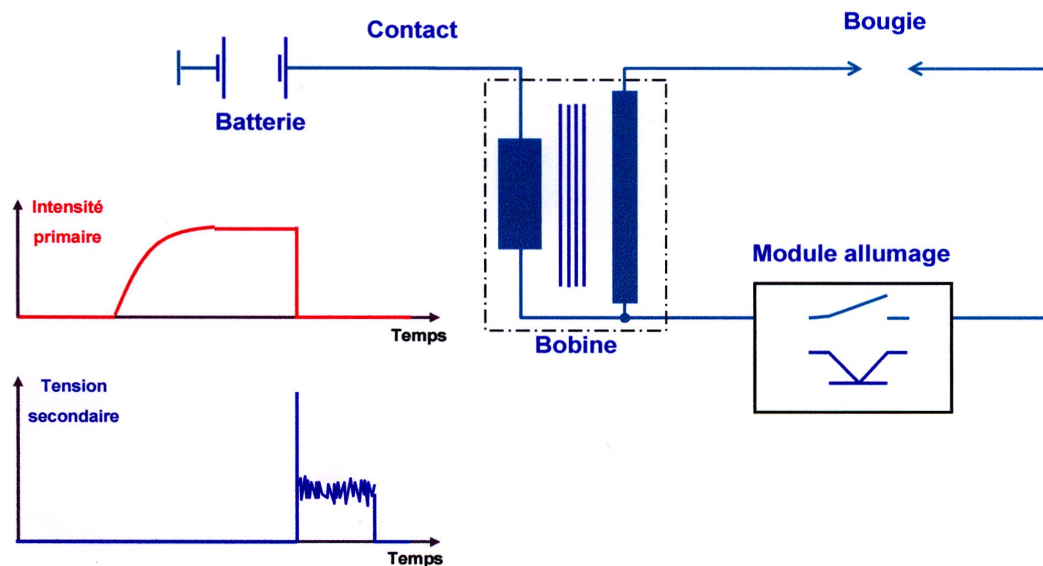 Contact
Bougie
Batterie
Intensité
primaire
Temps
Module allumage
Bobine
Tension
secondaire
Temps